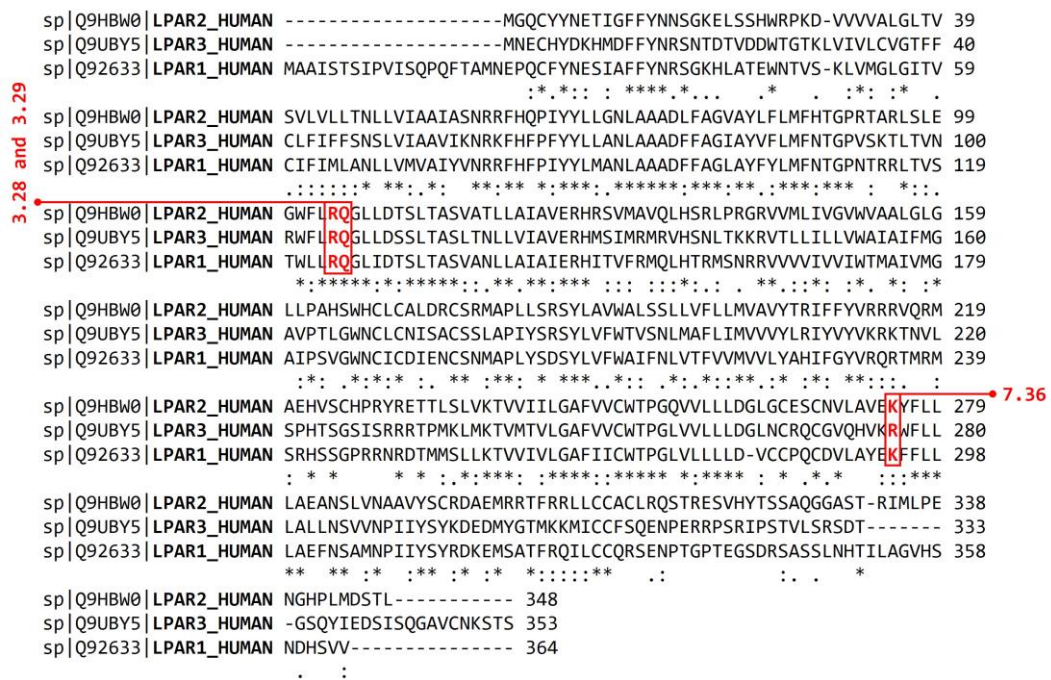 sp|Q9HBW0|LPAR2_HUMAN -------------------MGQCYYNETIGFFYNNSGKELSSHWRPKD-VVVVALGLTV 39
sp|Q9UBY5|LPAR3_HUMAN -------------------MNECHYDKHMDFFYNRSNTDTVDDWTGTKLVIVLCVGTFF 40
sp|Q92633|LPAR1_HUMAN MAAISTSIPVISQPQFTAMNEPQCFYNESIAFFYNRSGKHLATEWNTVS-KLVMGLGITV 59
:*.*:: : ****.*... .* . :*: :* .
3.28 and 3.29
sp|Q9HBW0|LPAR2_HUMAN SVLVLLTNLLVIAAIASNRRFHQPIYYLLGNLAAADLFAGVAYLFLMFHTGPRTARLSLE 99
sp|Q9UBY5|LPAR3_HUMAN CLFIFFSNSLVIAAVIKNRKFHFPFYYLLANLAAADFFAGIAYVFLMFNTGPVSKTLTVN 100
sp|Q92633|LPAR1_HUMAN CIFIMLANLLVMVAIYVNRRFHFPIYYLMANLAAADFFAGLAYFYLMFNTGPNTRRLTVS 119
.::::::* **:.*: **:** *:***:.******:***:**.:***:*** : *::.
sp|Q9HBW0|LPAR2_HUMAN GWFLRQGLLDTSLTASVATLLAIAVERHRSVMAVQLHSRLPRGRVVMLIVGVWVAALGLG 159
sp|Q9UBY5|LPAR3_HUMAN RWFLRQGLLDSSLTASLTNLLVIAVERHMSIMRMRVHSNLTKKRVTLLILLVWAIAIFMG 160
sp|Q92633|LPAR1_HUMAN TWLLRQGLIDTSLTASVANLLAIAIERHITVFRMQLHTRMSNRRVVVVIVVIWTMAIVMG 179
*:*****:*:*****:.**.**:*** ::: :::*:.: . **.::*: :*. *: :*
sp|Q9HBW0|LPAR2_HUMAN LLPAHSWHCLCALDRCSRMAPLLSRSYLAVWALSSLLVFLLMVAVYTRIFFYVRRRVQRM 219
sp|Q9UBY5|LPAR3_HUMAN AVPTLGWNCLCNISACSSLAPIYSRSYLVFWTVSNLMAFLIMVVVYLRIYVYVKRKTNVL 220
sp|Q92633|LPAR1_HUMAN AIPSVGWNCICDIENCSNMAPLYSDSYLVFWAIFNLVTFVVMVVLYAHIFGYVRQRTMRM 239
:*: .*:*:* :. ** :**: * ***..*:: .*:.*::**.:* :*: **:::. :
sp|Q9HBW0|LPAR2_HUMAN AEHVSCHPRYRETTLSLVKTVVIILGAFVVCWTPGQVVLLLDGLGCESCNVLAVEKYFLL 279
7.36
sp|Q9UBY5|LPAR3_HUMAN SPHTSGSISRRRTPMKLMKTVMTVLGAFVVCWTPGLVVLLLDGLNCRQCGVQHVKRWFLL 280
sp|Q92633|LPAR1_HUMAN SRHSSGPRRNRDTMMSLLKTVVIVLGAFIICWTPGLVLLLLD-VCCPQCDVLAYEKFFLL 298
: * * * * :.*:***: :****::***** *:**** : * .*.* :::***
sp|Q9HBW0|LPAR2_HUMAN LAEANSLVNAAVYSCRDAEMRRTFRRLLCCACLRQSTRESVHYTSSAQGGAST-RIMLPE 338
sp|Q9UBY5|LPAR3_HUMAN LALLNSVVNPIIYSYKDEDMYGTMKKMICCFSQENPERRPSRIPSTVLSRSDT------- 333
sp|Q92633|LPAR1_HUMAN LAEFNSAMNPIIYSYRDKEMSATFRQILCCQRSENPTGPTEGSDRSASSLNHTILAGVHS 358
** ** :* :** :* :* *:::::** .: :. . *
sp|Q9HBW0|LPAR2_HUMAN NGHPLMDSTL----------- 348
sp|Q9UBY5|LPAR3_HUMAN -GSQYIEDSISQGAVCNKSTS 353
sp|Q92633|LPAR1_HUMAN NDHSVV--------------- 364
. :